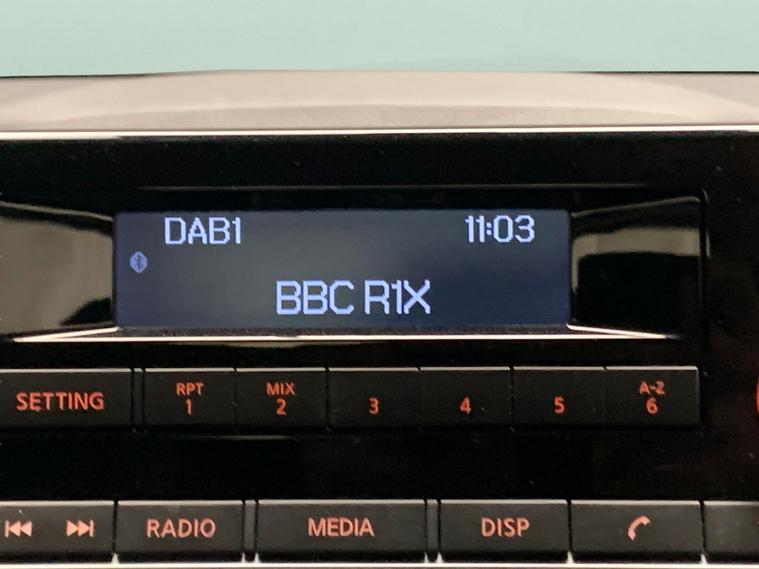 DAB1 11:03
BBC R1X
SETTING
RPT MIX A-Z
1 2 3 4 5 6
RADIO MEDIA DISP